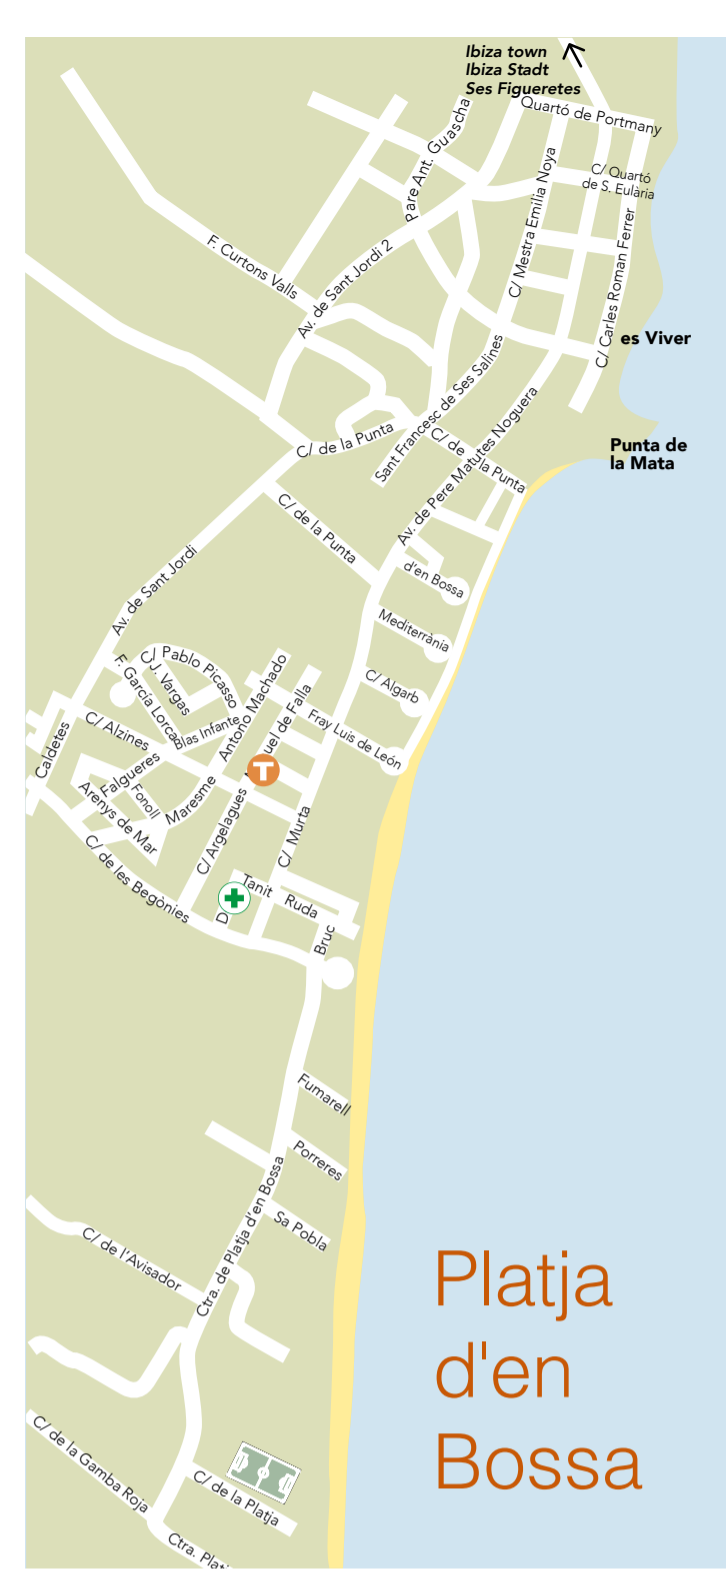 Ibiza town
Ibiza Stadt
Ses Figueretes
Quartó de Portmany
Pare Ant. Guascha
C/ Quartó
de S. Eulària
C/ Mestra Emilia Noya
C/ Carles Roman Ferrer
F. Curtons Valls
Av. de Sant Jordi 2
es Viver
Sant Francesc de Ses Salines
C/ de la Punta
C/ de la Punta
Punta de
la Mata
Av. de Pere Matutes Noguera
C/ de la Punta
Av. de Sant Jordi
d'en Bossa
Mediterrània
C/ Pablo Picasso
C/J. Vargas
F. García Lorca
C/ Algarb
Antono Machado
uel de Falla
Fray Luis de León
C/ Alzines
Blas Infante
Caldetes
Falgueres
Fonoll
T
Arenys de Mar
Maresme
C/ Argelagues
C/ Murta
C/ de les Begònies
Tanit
Ruda
D
Bruc
Fumarell
Porreres
Sa Pobla
Ctra. de Platja d'en Bossa
C/ de l'Avisador
Platja
d'en
Bossa
C/ de la Gamba Roja
C/ de la Platja
Ctra. Plat